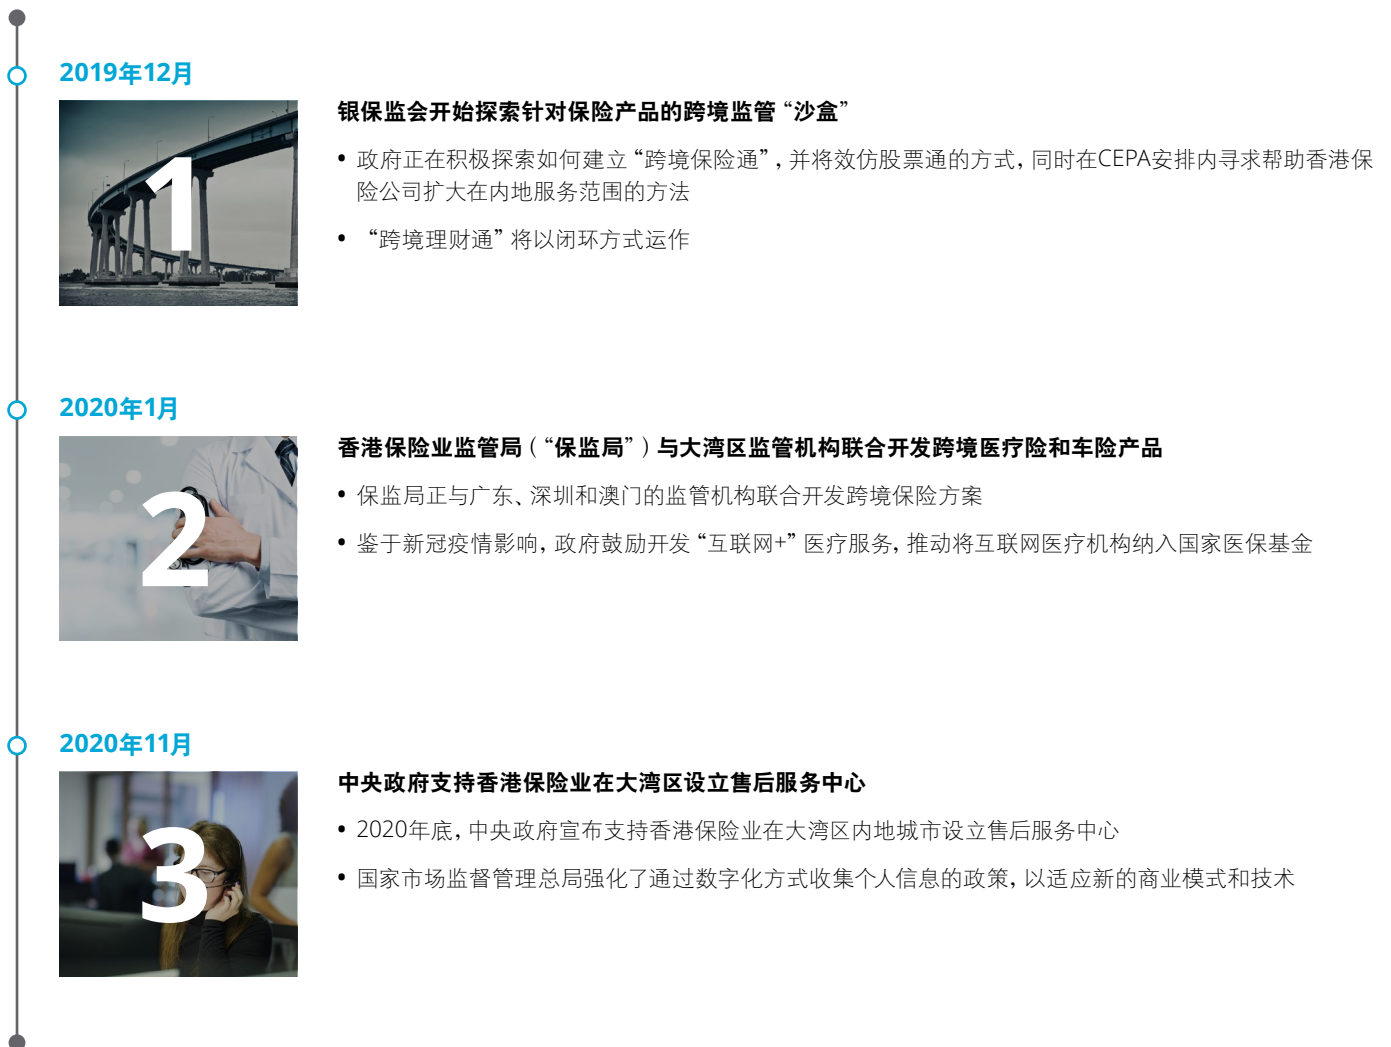 2019年12月
1
银保监会开始探索针对保险产品的跨境监管“沙盒”
• 政府正在积极探索如何建立“跨境保险通”，并将效仿股票通的方式，同时在CEPA安排内寻求帮助香港保
险公司扩大在内地服务范围的方法
• “跨境理财通”将以闭环方式运作
2020年1月
2
香港保险业监管局（“保监局”）与大湾区监管机构联合开发跨境医疗险和车险产品
• 保监局正与广东、深圳和澳门的监管机构联合开发跨境保险方案
• 鉴于新冠疫情影响，政府鼓励开发“互联网+”医疗服务，推动将互联网医疗机构纳入国家医保基金
2020年11月
3
中央政府支持香港保险业在大湾区设立售后服务中心
• 2020年底，中央政府宣布支持香港保险业在大湾区内地城市设立售后服务中心
• 国家市场监督管理总局强化了通过数字化方式收集个人信息的政策，以适应新的商业模式和技术